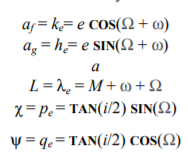 a_f = k_e = e COS(Ω + ω)
a_g = h_e = e SIN(Ω + ω)
a
L = λ_e = M + ω + Ω
χ = p_e = TAN(i/2) SIN(Ω)
ψ = q_e = TAN(i/2) COS(Ω)